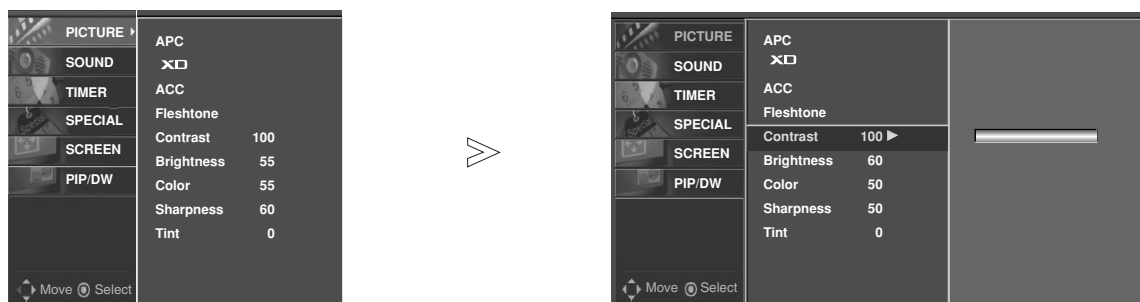 PICTURE
SOUND
TIMER
SPECIAL
SCREEN
PIP/DW
APC
XD
ACC
Fleshtone
Contrast 100
Brightness 55
Color 55
Sharpness 60
Tint 0
Move Select
PICTURE
SOUND
TIMER
SPECIAL
SCREEN
PIP/DW
APC
XD
ACC
Fleshtone
Contrast 100
Brightness 60
Color 50
Sharpness 50
Tint 0
Move Select